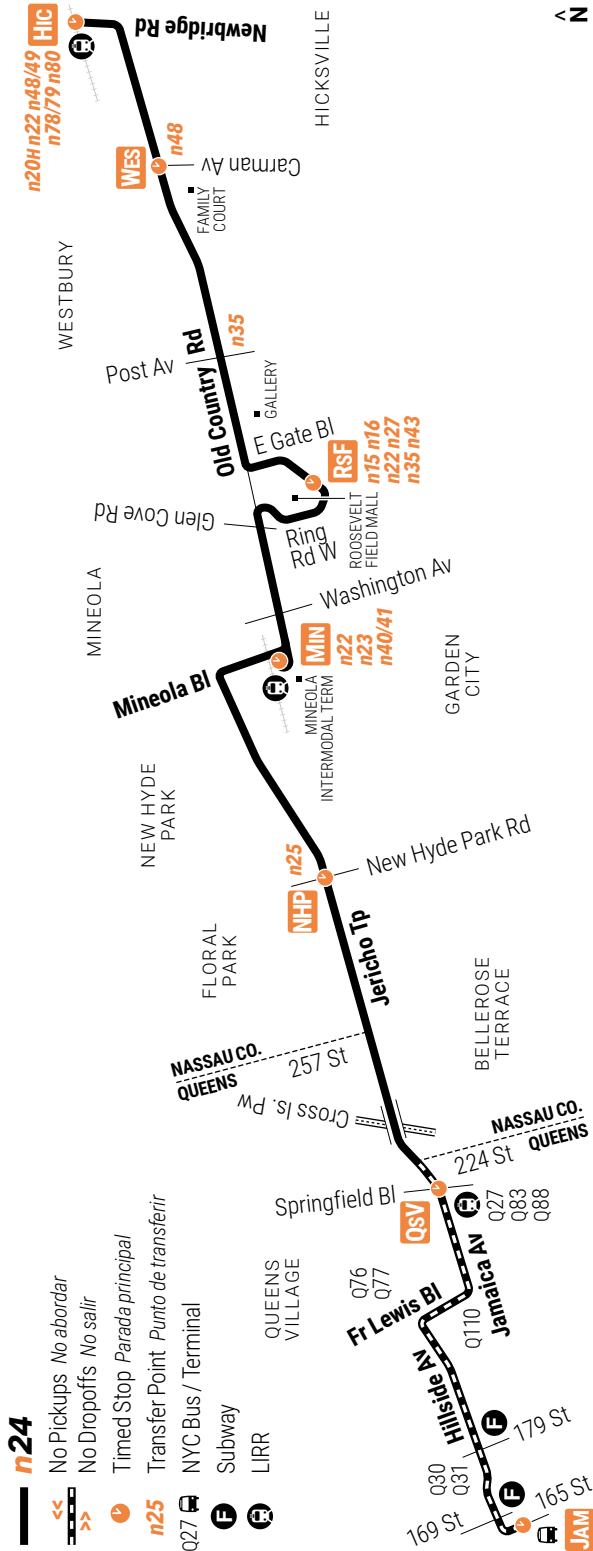 n24
<<
>>
No Pickups No abordar
No Dropoffs No salir
Timed Stop Parada principal
n25 Transfer Point Punto de transferir
Q27 NYC Bus / Terminal
F Subway
LIRR
JAM
165 St
169 St
F
Q30
Q31
179 St
F
Hillside Av
Fr Lewis Bl
Q110
Jamaica Av
Q76
Q77
QUEENS
VILLAGE
QsV
Springfield Bl
Q27
Q83
Q88
224 St
NASSAU CO.
QUEENS
Cross Is. Pw
257 St
NASSAU CO.
QUEENS
BELLEROSE
TERRACE
FLORAL
PARK
Jericho Tp
NHP
n25
New Hyde Park Rd
NEW HYDE
PARK
Mineola Bl
MINEOLA
INTERMODAL TERM
MIN
n22
n23
n40/41
GARDEN
CITY
MINEOLA
Washington Av
Glen Cove Rd
Ring
Rd W
ROOSEVELT
FIELD MALL
RsF
n15 n16
n22 n27
n35 n43
E Gate Bl
GALLERY
Old Country Rd
Post Av
n35
WESTBURY
FAMILY
COURT
WES
n48
Carman Av
HICKSVILLE
Newbridge Rd
HIC
n20H n22 n48/49
n78/79 n80
N
>